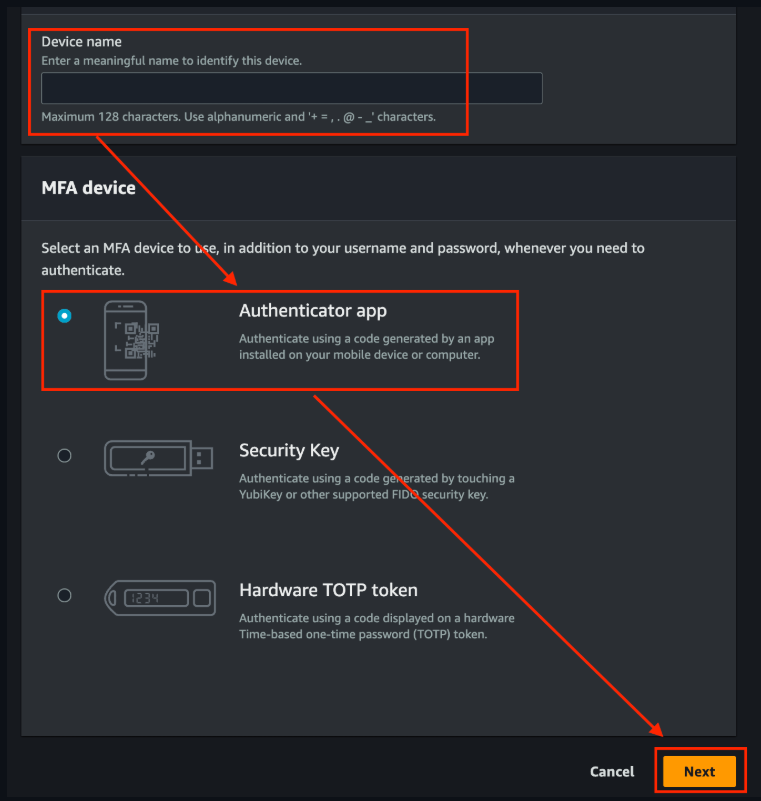 Device name
Enter a meaningful name to identify this device.
Maximum 128 characters. Use alphanumeric and '+ = , . @ - _' characters.
MFA device
Select an MFA device to use, in addition to your username and password, whenever you need to
authenticate.
Authenticator app
Authenticate using a code generated by an app
installed on your mobile device or computer.
Security Key
Authenticate using a code generated by touching a
YubiKey or other supported FIDO security key.
1234
Hardware TOTP token
Authenticate using a code displayed on a hardware
Time-based one-time password (TOTP) token.
Cancel
Next